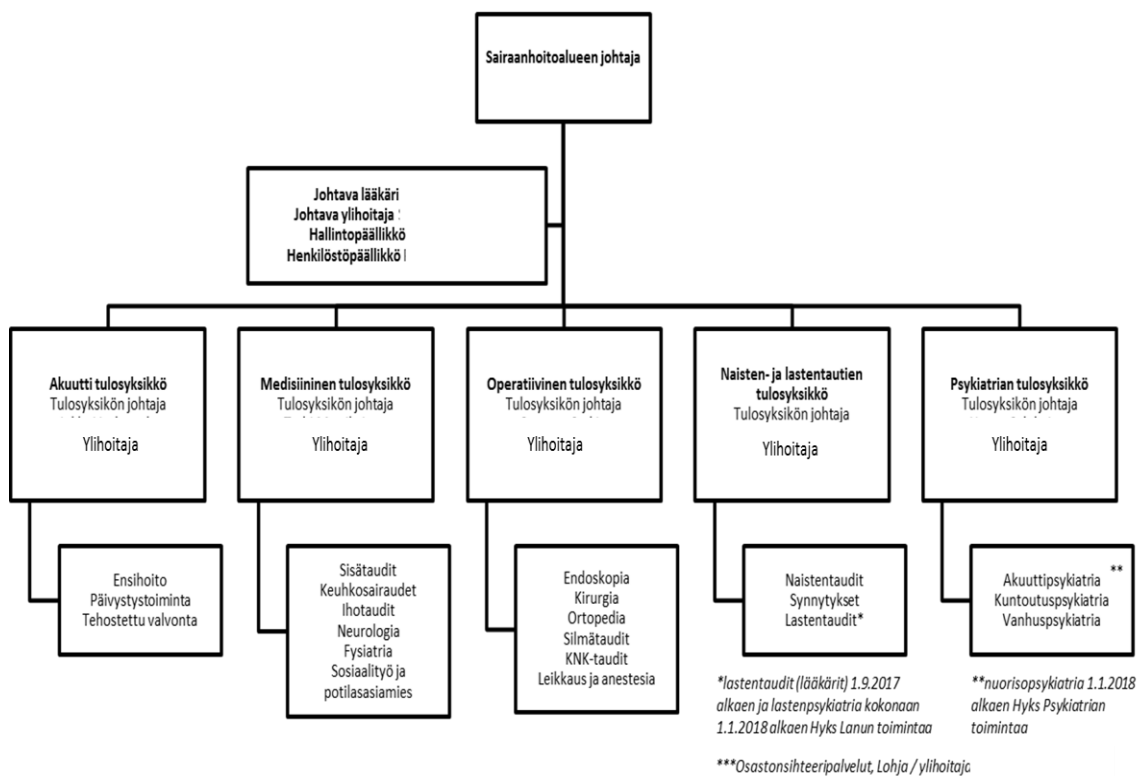 Sairaanhoitoalueen johtaja
Johtava lääkäri
Johtava ylihoitaja
Hallintopäällikkö
Henkilöstöpäällikkö
Akuutti tulosyksikkö
Tulosyksikön johtaja
Ylihoitaja
Medisiininen tulosyksikkö
Tulosyksikön johtaja
Ylihoitaja
Operatiivinen tulosyksikkö
Tulosyksikön johtaja
Ylihoitaja
Naisten- ja lastentautien
tulosyksikkö
Tulosyksikön johtaja
Ylihoitaja
Psykiatrian tulosyksikkö
Tulosyksikön johtaja
Ylihoitaja
Ensihoito
Päivystystoiminta
Tehostettu valvonta
Sisätaudit
Keuhkosairaudet
Ihotaudit
Neurologia
Fysiatria
Sosiaalityö ja
potilasasiamies
Endoskopia
Kirurgia
Ortopedia
Silmätaudit
KNK-taudit
Leikkaus ja anestesia
Naistentaudit
Synnytykset
Lastentaudit*
Akuuttipsykiatria **
Kuntoutuspsykiatria
Vanhuspsykiatria
*lastentaudit (lääkärit) 1.9.2017
alkaen ja lastenpsykiatria kokonaan
1.1.2018 alkaen Hyks Lanun toimintaa
**nuorisopsykiatria 1.1.2018
alkaen Hyks Psykiatrian
toimintaa
***Osastonsihteeripalvelut, Lohja / ylihoitaja